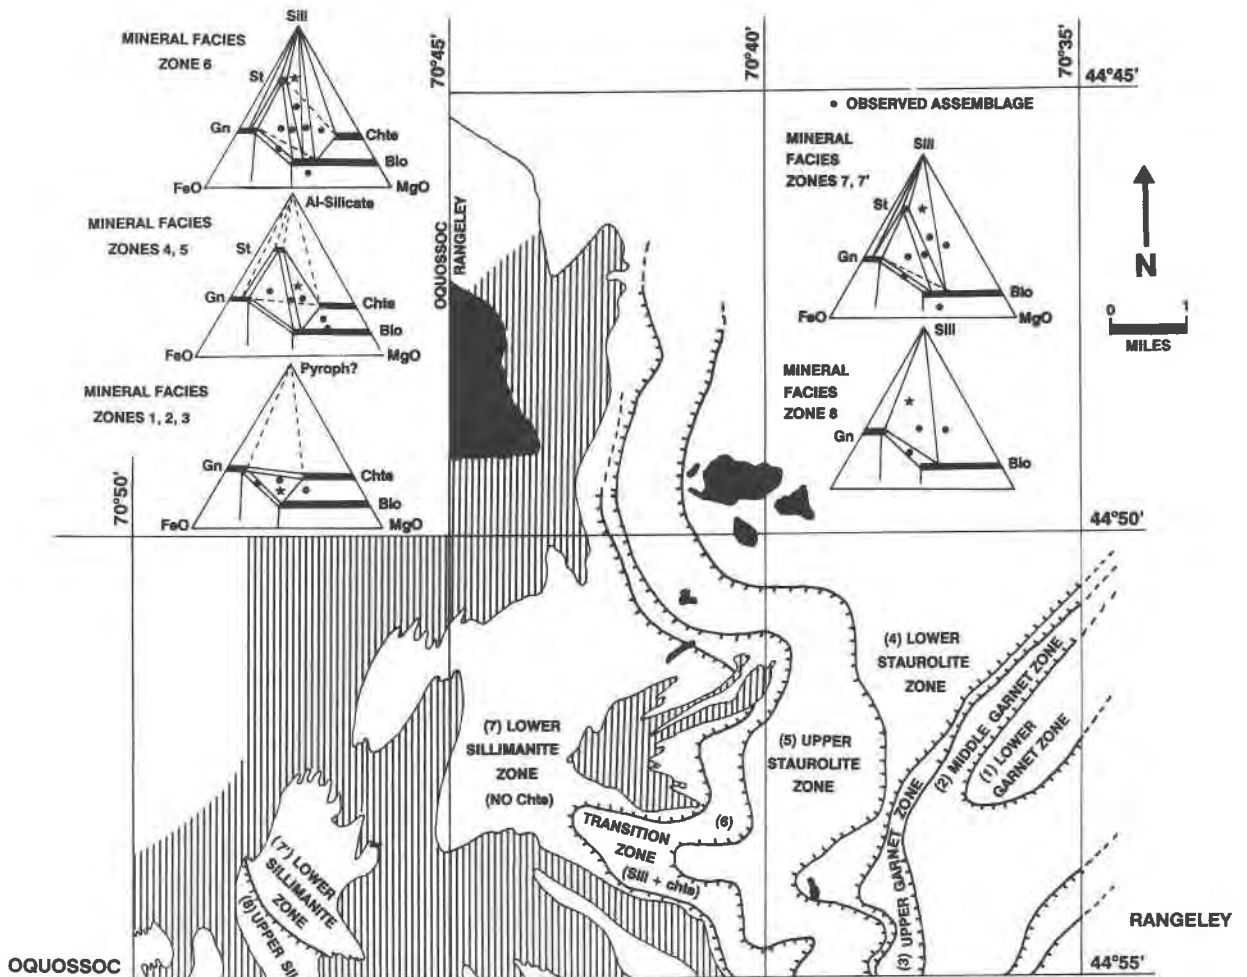 MINERAL FACIES
ZONE 6
Sill
St
Gn
Chte
Bio
FeO
MgO
MINERAL FACIES
ZONES 4, 5
Al-Silicate
St
Gn
Chte
Bio
FeO
MgO
MINERAL FACIES
ZONES 1, 2, 3
Pyroph?
Gn
Chte
Bio
FeO
MgO
70°45'
70°40'
70°35'
44°45'
• OBSERVED ASSEMBLAGE
MINERAL
FACIES
ZONES 7, 7'
Sill
St
Gn
Bio
FeO
MgO
MINERAL
FACIES
ZONE 8
Sill
Gn
Bio
N
0 1
MILES
OQUOSSOC
RANGELEY
70°50'
44°50'
(4) LOWER
STAUROLITE
ZONE
(2) MIDDLE GARNET ZONE
(1) LOWER
GARNET ZONE
(7) LOWER
SILLIMANITE
ZONE
(NO Chte)
(5) UPPER
STAUROLITE
ZONE
(6)
TRANSITION
ZONE
(Sill + chte)
(3) UPPER GARNET ZONE
(7') LOWER
SILLIMANITE
ZONE
(8) UPPER SIL
OQUOSSOC
RANGELEY
44°55'